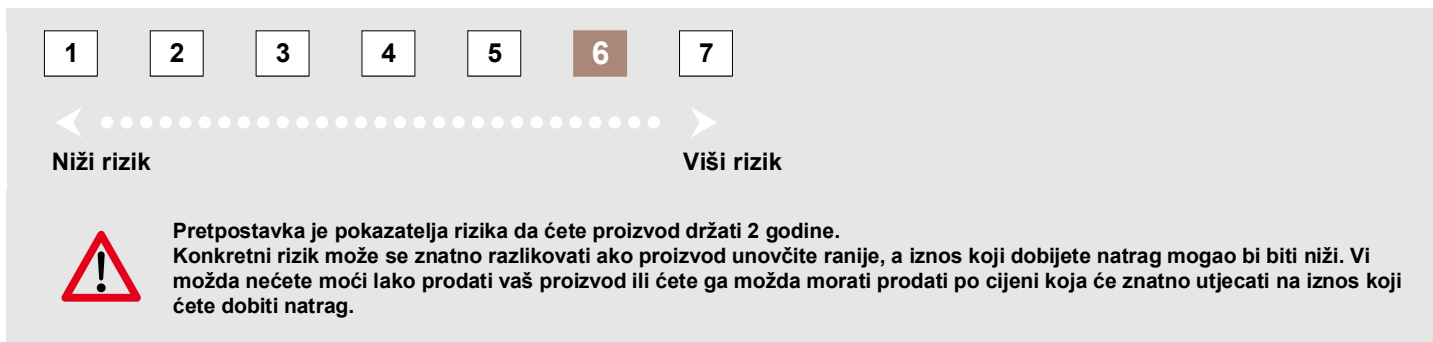 1 2 3 4 5 6 7
Niži rizik Viši rizik
Pretpostavka je pokazatelja rizika da ćete proizvod držati 2 godine.
Konkretni rizik može se znatno razlikovati ako proizvod unovčite ranije, a iznos koji dobijete natrag mogao bi biti niži. Vi
možda nećete moći lako prodati vaš proizvod ili ćete ga možda morati prodati po cijeni koja će znatno utjecati na iznos koji
ćete dobiti natrag.